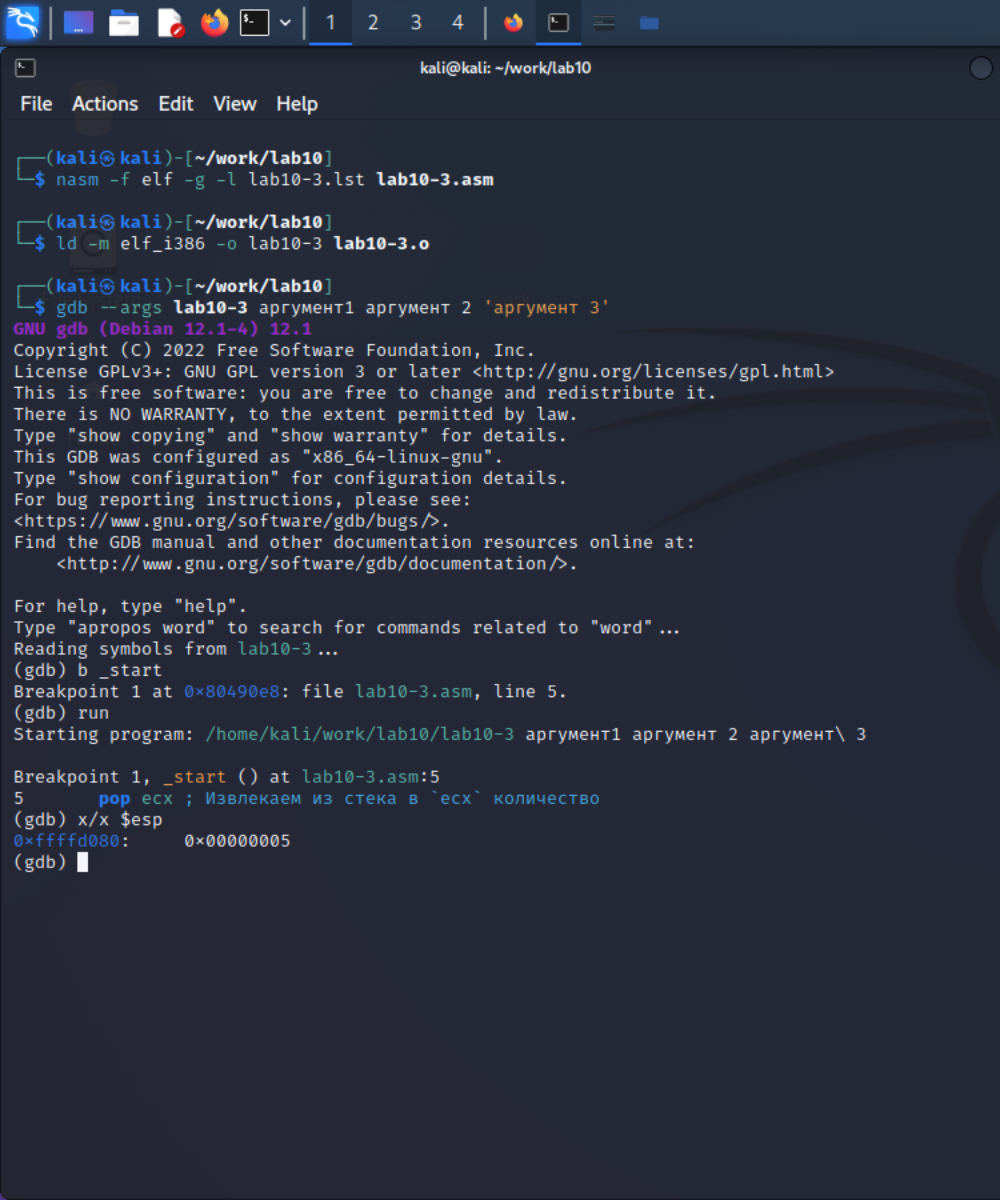 1 2 3 4
kali@kali: ~/work/lab10
File Actions Edit View Help
┌──(kali㉿kali)-[~/work/lab10]
└─$ nasm -f elf -g -l lab10-3.lst lab10-3.asm
┌──(kali㉿kali)-[~/work/lab10]
└─$ ld -m elf_i386 -o lab10-3 lab10-3.o
┌──(kali㉿kali)-[~/work/lab10]
└─$ gdb --args lab10-3 аргумент1 аргумент 2 'аргумент 3'
GNU gdb (Debian 12.1-4) 12.1
Copyright (C) 2022 Free Software Foundation, Inc.
License GPLv3+: GNU GPL version 3 or later <http://gnu.org/licenses/gpl.html>
This is free software: you are free to change and redistribute it.
There is NO WARRANTY, to the extent permitted by law.
Type "show copying" and "show warranty" for details.
This GDB was configured as "x86_64-linux-gnu".
Type "show configuration" for configuration details.
For bug reporting instructions, please see:
<https://www.gnu.org/software/gdb/bugs/>.
Find the GDB manual and other documentation resources online at:
    <http://www.gnu.org/software/gdb/documentation/>.
For help, type "help".
Type "apropos word" to search for commands related to "word"...
Reading symbols from lab10-3...
(gdb) b _start
Breakpoint 1 at 0x80490e8: file lab10-3.asm, line 5.
(gdb) run
Starting program: /home/kali/work/lab10/lab10-3 аргумент1 аргумент 2 аргумент\ 3
Breakpoint 1, _start () at lab10-3.asm:5
5       pop ecx ; Извлекаем из стека в `ecx` количество
(gdb) x/x $esp
0xffffd080:     0x00000005
(gdb)